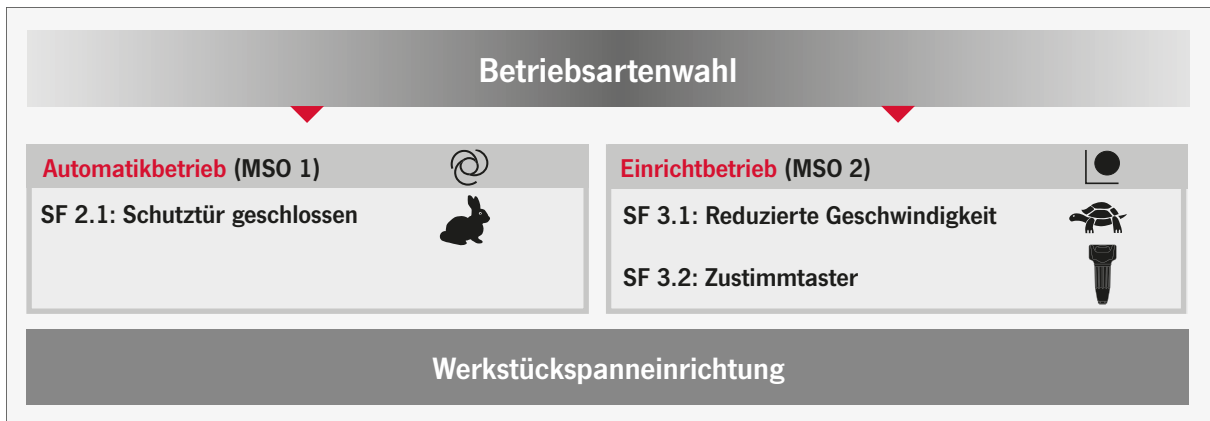 Betriebsartenwahl
Automatikbetrieb (MSO 1)
SF 2.1: Schutztür geschlossen
Einrichtbetrieb (MSO 2)
SF 3.1: Reduzierte Geschwindigkeit
SF 3.2: Zustimmtaster
Werkstückspanneinrichtung